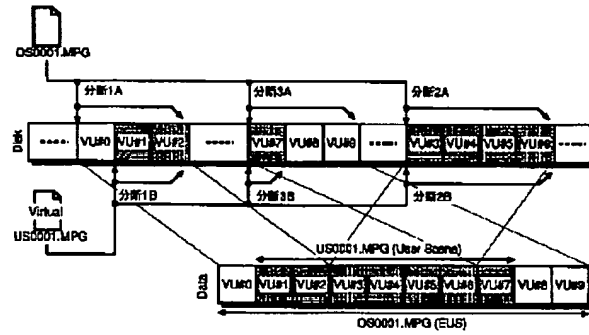 OS0001.MPG
分断1A
分断3A
分断2A
Disk
VU#0
VU#1
VU#2
VU#7
VU#8
VU#9
VU#3
VU#4
VU#5
VU#6
Virtual
US0001.MPG
分断1B
分断3B
分断2B
US0001.MPG (User Scene)
Data
VU#0
VU#1
VU#2
VU#3
VU#4
VU#5
VU#6
VU#7
VU#8
VU#9
OS0001.MPG (EUS)